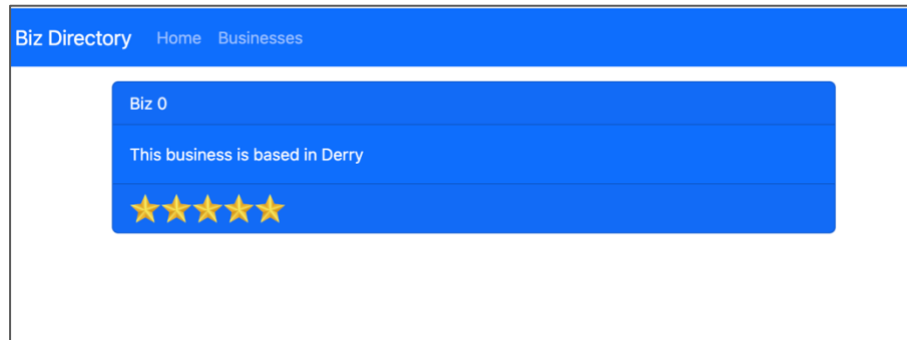 Biz Directory Home Businesses
Biz 0
This business is based in Derry